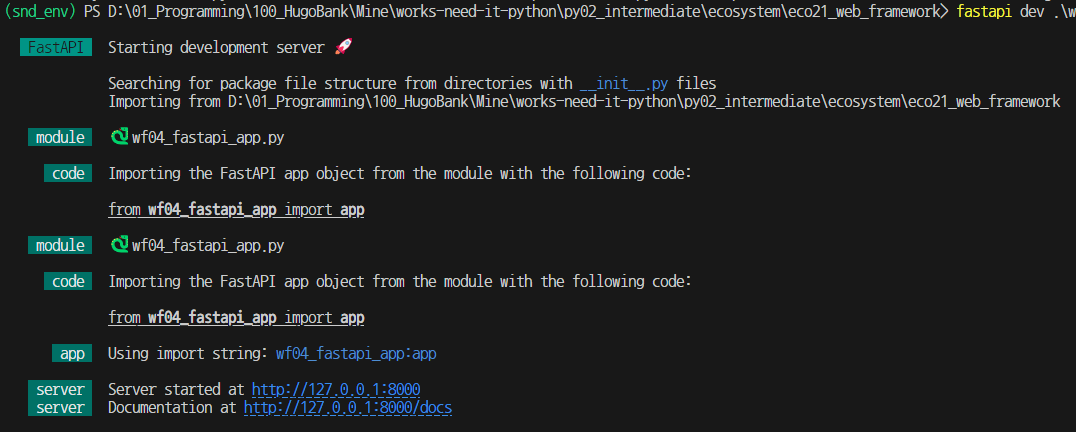 (snd_env) PS D:\01_Programming\100_HugoBank\Mine\works-need-it-python\py02_intermediate\ecosystem\eco21_web_framework> fastapi dev .\w
FastAPI Starting development server 🚀
Searching for package file structure from directories with __init__.py files
Importing from D:\01_Programming\100_HugoBank\Mine\works-need-it-python\py02_intermediate\ecosystem\eco21_web_framework
module 🐍 wf04_fastapi_app.py
code Importing the FastAPI app object from the module with the following code:
from wf04_fastapi_app import app
module 🐍 wf04_fastapi_app.py
code Importing the FastAPI app object from the module with the following code:
from wf04_fastapi_app import app
app Using import string: wf04_fastapi_app:app
server Server started at http://127.0.0.1:8000
server Documentation at http://127.0.0.1:8000/docs